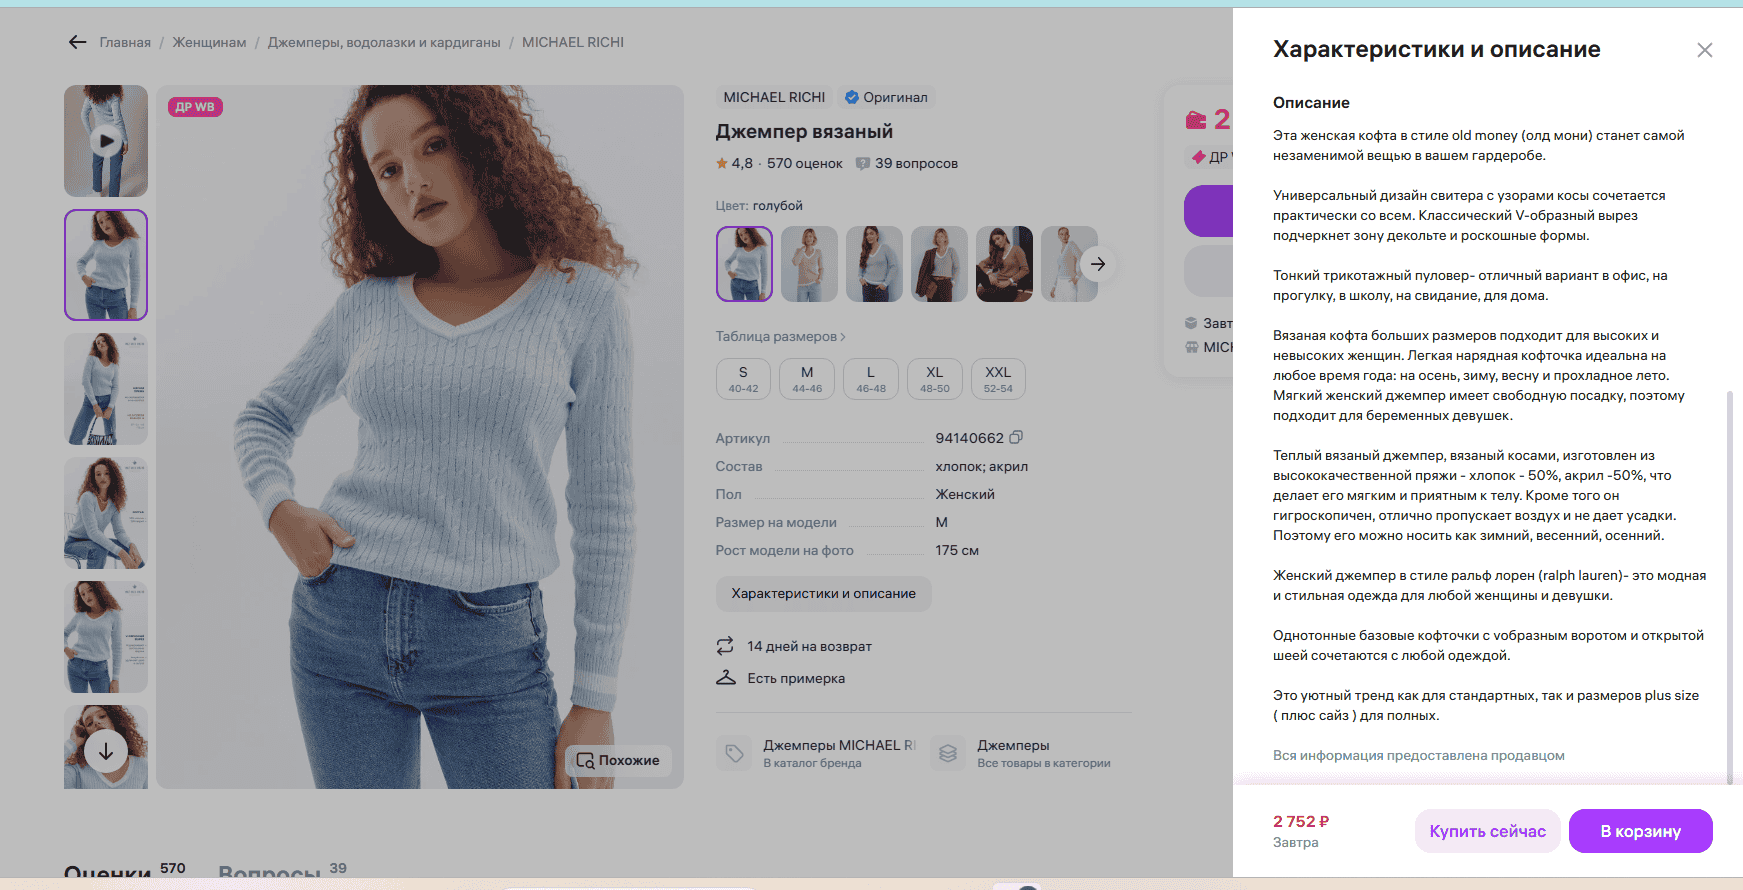 Главная / Женщинам / Джемперы, водолазки и кардиганы / MICHAEL RICHI
ДР WB
Похожие
MICHAEL RICHI
Оригинал
Джемпер вязаный
4,8 · 570 оценок
39 вопросов
Цвет: голубой
Таблица размеров
S
40-42
M
44-46
L
46-48
XL
48-50
XXL
52-54
Артикул 94140662
Состав хлопок; акрил
Пол Женский
Размер на модели M
Рост модели на фото 175 см
Характеристики и описание
14 дней на возврат
Есть примерка
Джемперы MICHAEL RI
В каталог бренда
Джемперы
Все товары в категории
2
ДР
Завт
MICH
Оценки 570
Вопросы 39
Характеристики и описание
Описание
Эта женская кофта в стиле old money (олд мони) станет самой
незаменимой вещью в вашем гардеробе.
Универсальный дизайн свитера с узорами косы сочетается
практически со всем. Классический V-образный вырез
подчеркнет зону декольте и роскошные формы.
Тонкий трикотажный пуловер- отличный вариант в офис, на
прогулку, в школу, на свидание, для дома.
Вязаная кофта больших размеров подходит для высоких и
невысоких женщин. Легкая нарядная кофточка идеальна на
любое время года: на осень, зиму, весну и прохладное лето.
Мягкий женский джемпер имеет свободную посадку, поэтому
подходит для беременных девушек.
Теплый вязаный джемпер, вязаный косами, изготовлен из
высококачественной пряжи - хлопок - 50%, акрил -50%, что
делает его мягким и приятным к телу. Кроме того он
гигроскопичен, отлично пропускает воздух и не дает усадки.
Поэтому его можно носить как зимний, весенний, осенний.
Женский джемпер в стиле ральф лорен (ralph lauren)- это модная
и стильная одежда для любой женщины и девушки.
Однотонные базовые кофточки с vобразным воротом и открытой
шеей сочетаются с любой одеждой.
Это уютный тренд как для стандартных, так и размеров plus size
( плюс сайз ) для полных.
Вся информация предоставлена продавцом
2 752 ₽
Завтра
Купить сейчас
В корзину